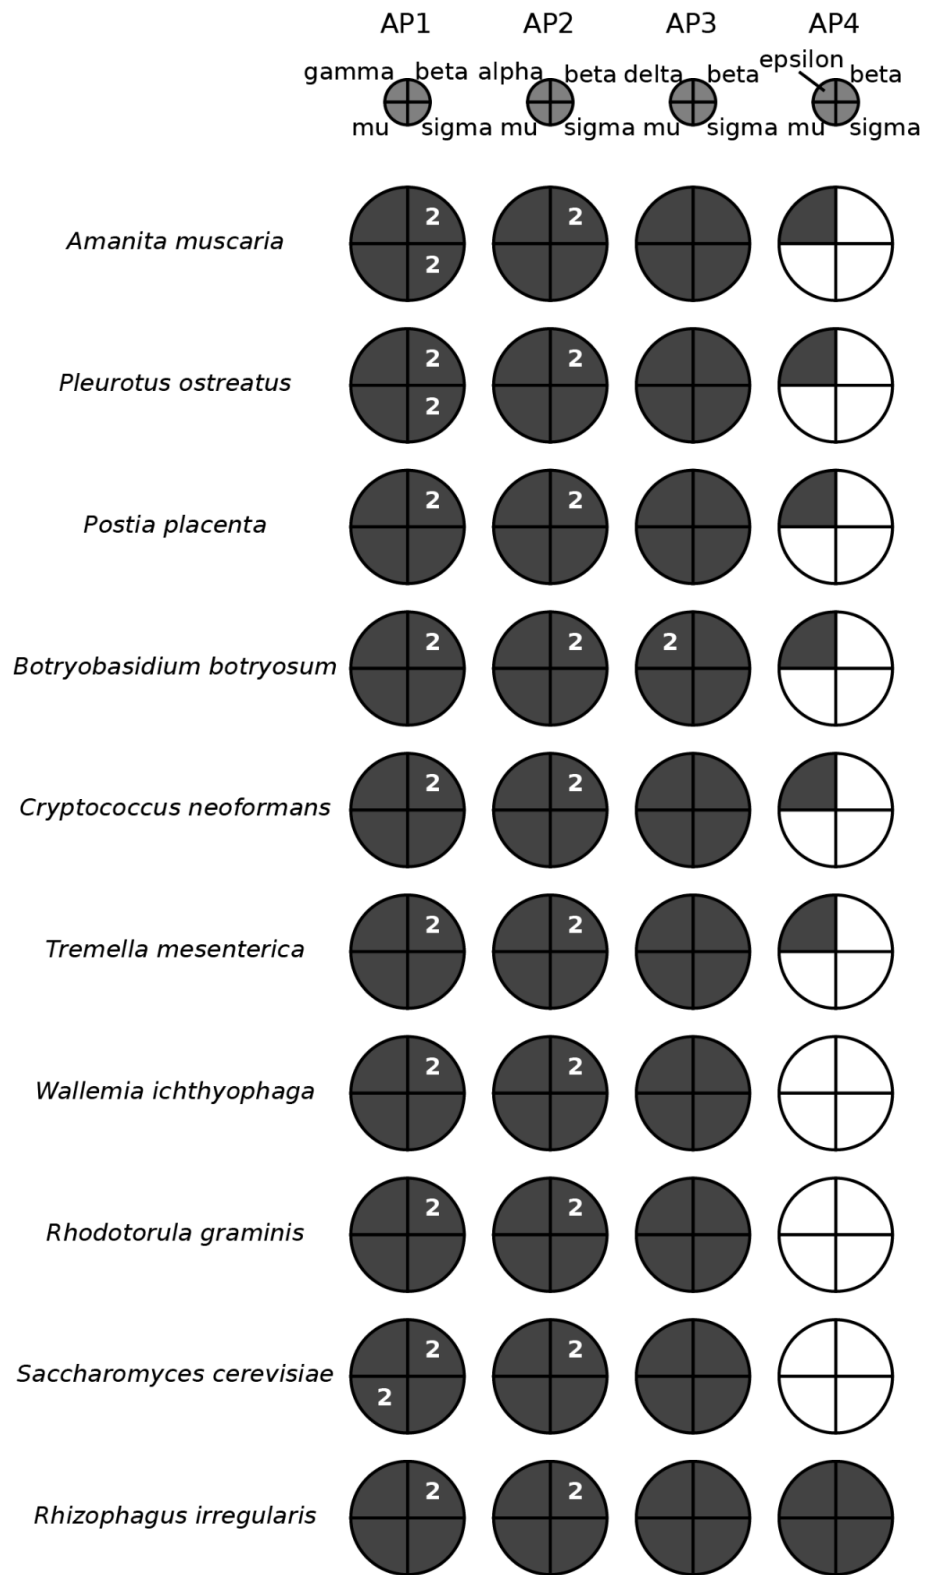 AP1 AP2 AP3 AP4
gamma beta alpha beta delta beta epsilon beta
mu sigma mu sigma mu sigma mu sigma
Amanita muscaria 2 2
2
Pleurotus ostreatus 2 2
2
Postia placenta 2 2
Botryobasidium botryosum 2 2 2
Cryptococcus neoformans 2 2
Tremella mesenterica 2 2
Wallemia ichthyophaga 2 2
Rhodotorula graminis 2 2
Saccharomyces cerevisiae 2 2
2
Rhizophagus irregularis 2 2